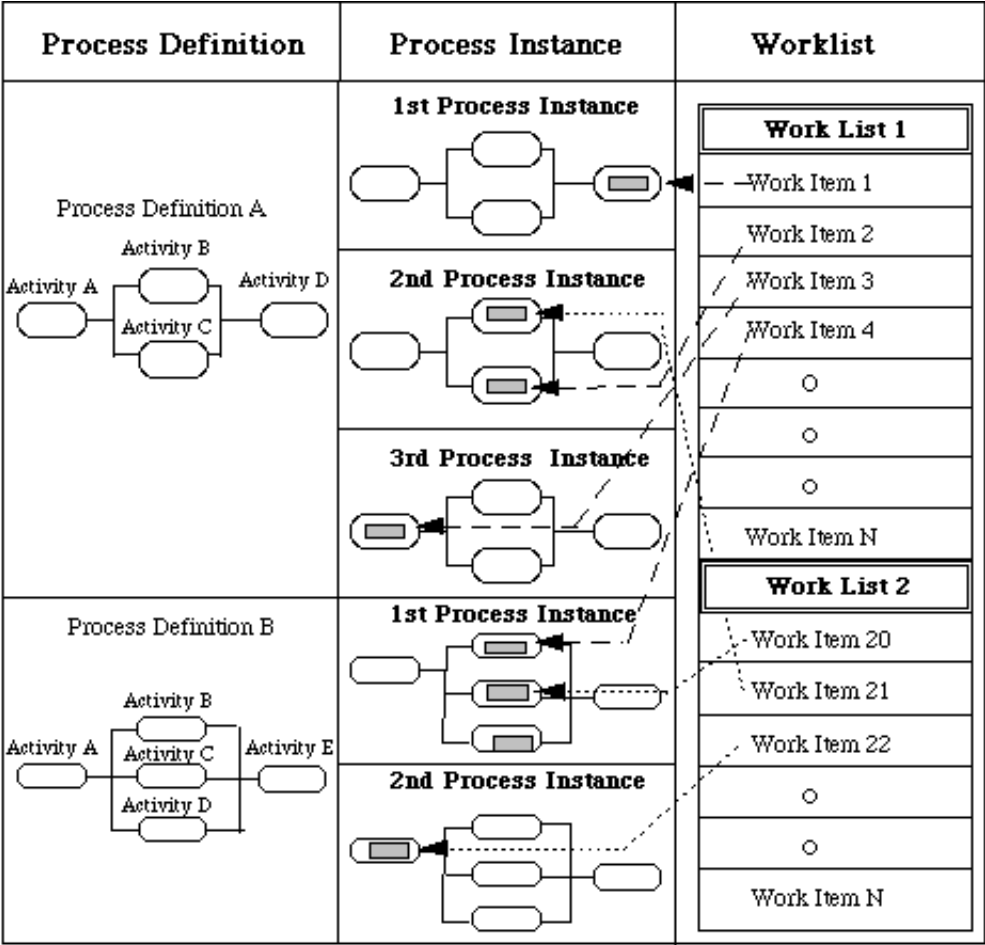 Process Definition
Process Instance
Worklist
Process Definition A
Activity B
Activity A
Activity D
Activity C
1st Process Instance
2nd Process Instance
3rd Process Instance
Work List 1
Work Item 1
Work Item 2
Work Item 3
Work Item 4
Work Item N
Process Definition B
Activity B
Activity A
Activity C
Activity E
Activity D
1st Process Instance
2nd Process Instance
Work List 2
Work Item 20
Work Item 21
Work Item 22
Work Item N